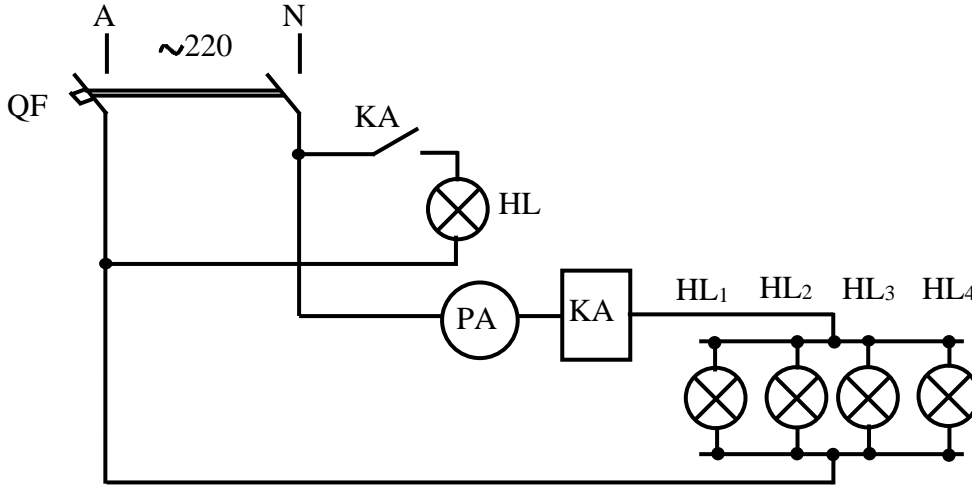 A
N
~220
QF
KA
HL
PA
KA
HL₁ HL₂ HL₃ HL₄